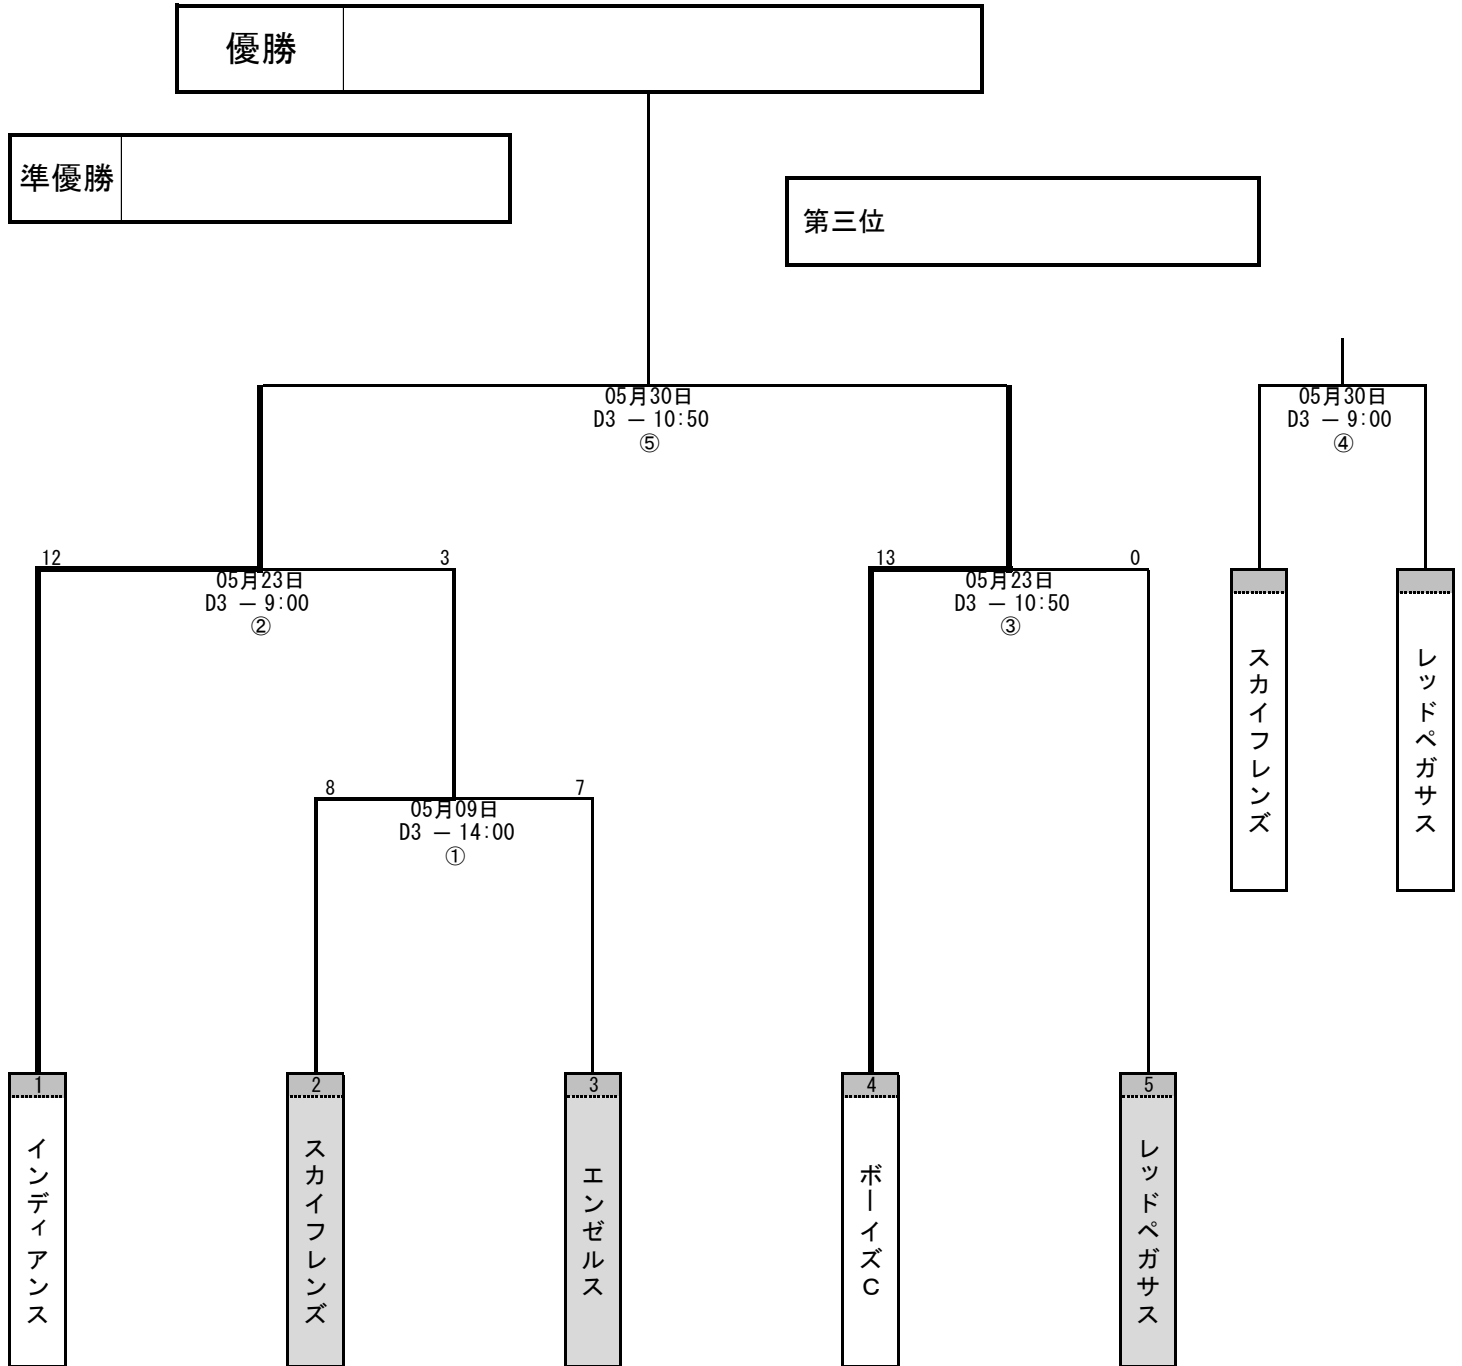 優勝
準優勝
第三位
05月30日
D3 － 10:50
⑤
05月30日
D3 － 9:00
④
12
3
05月23日
D3 － 9:00
②
13
0
05月23日
D3 － 10:50
③
スカイフレンズ
レッドペガサス
8
7
05月09日
D3 － 14:00
①
1
インディアンス
2
スカイフレンズ
3
エンゼルス
4
ボーイズC
5
レッドペガサス